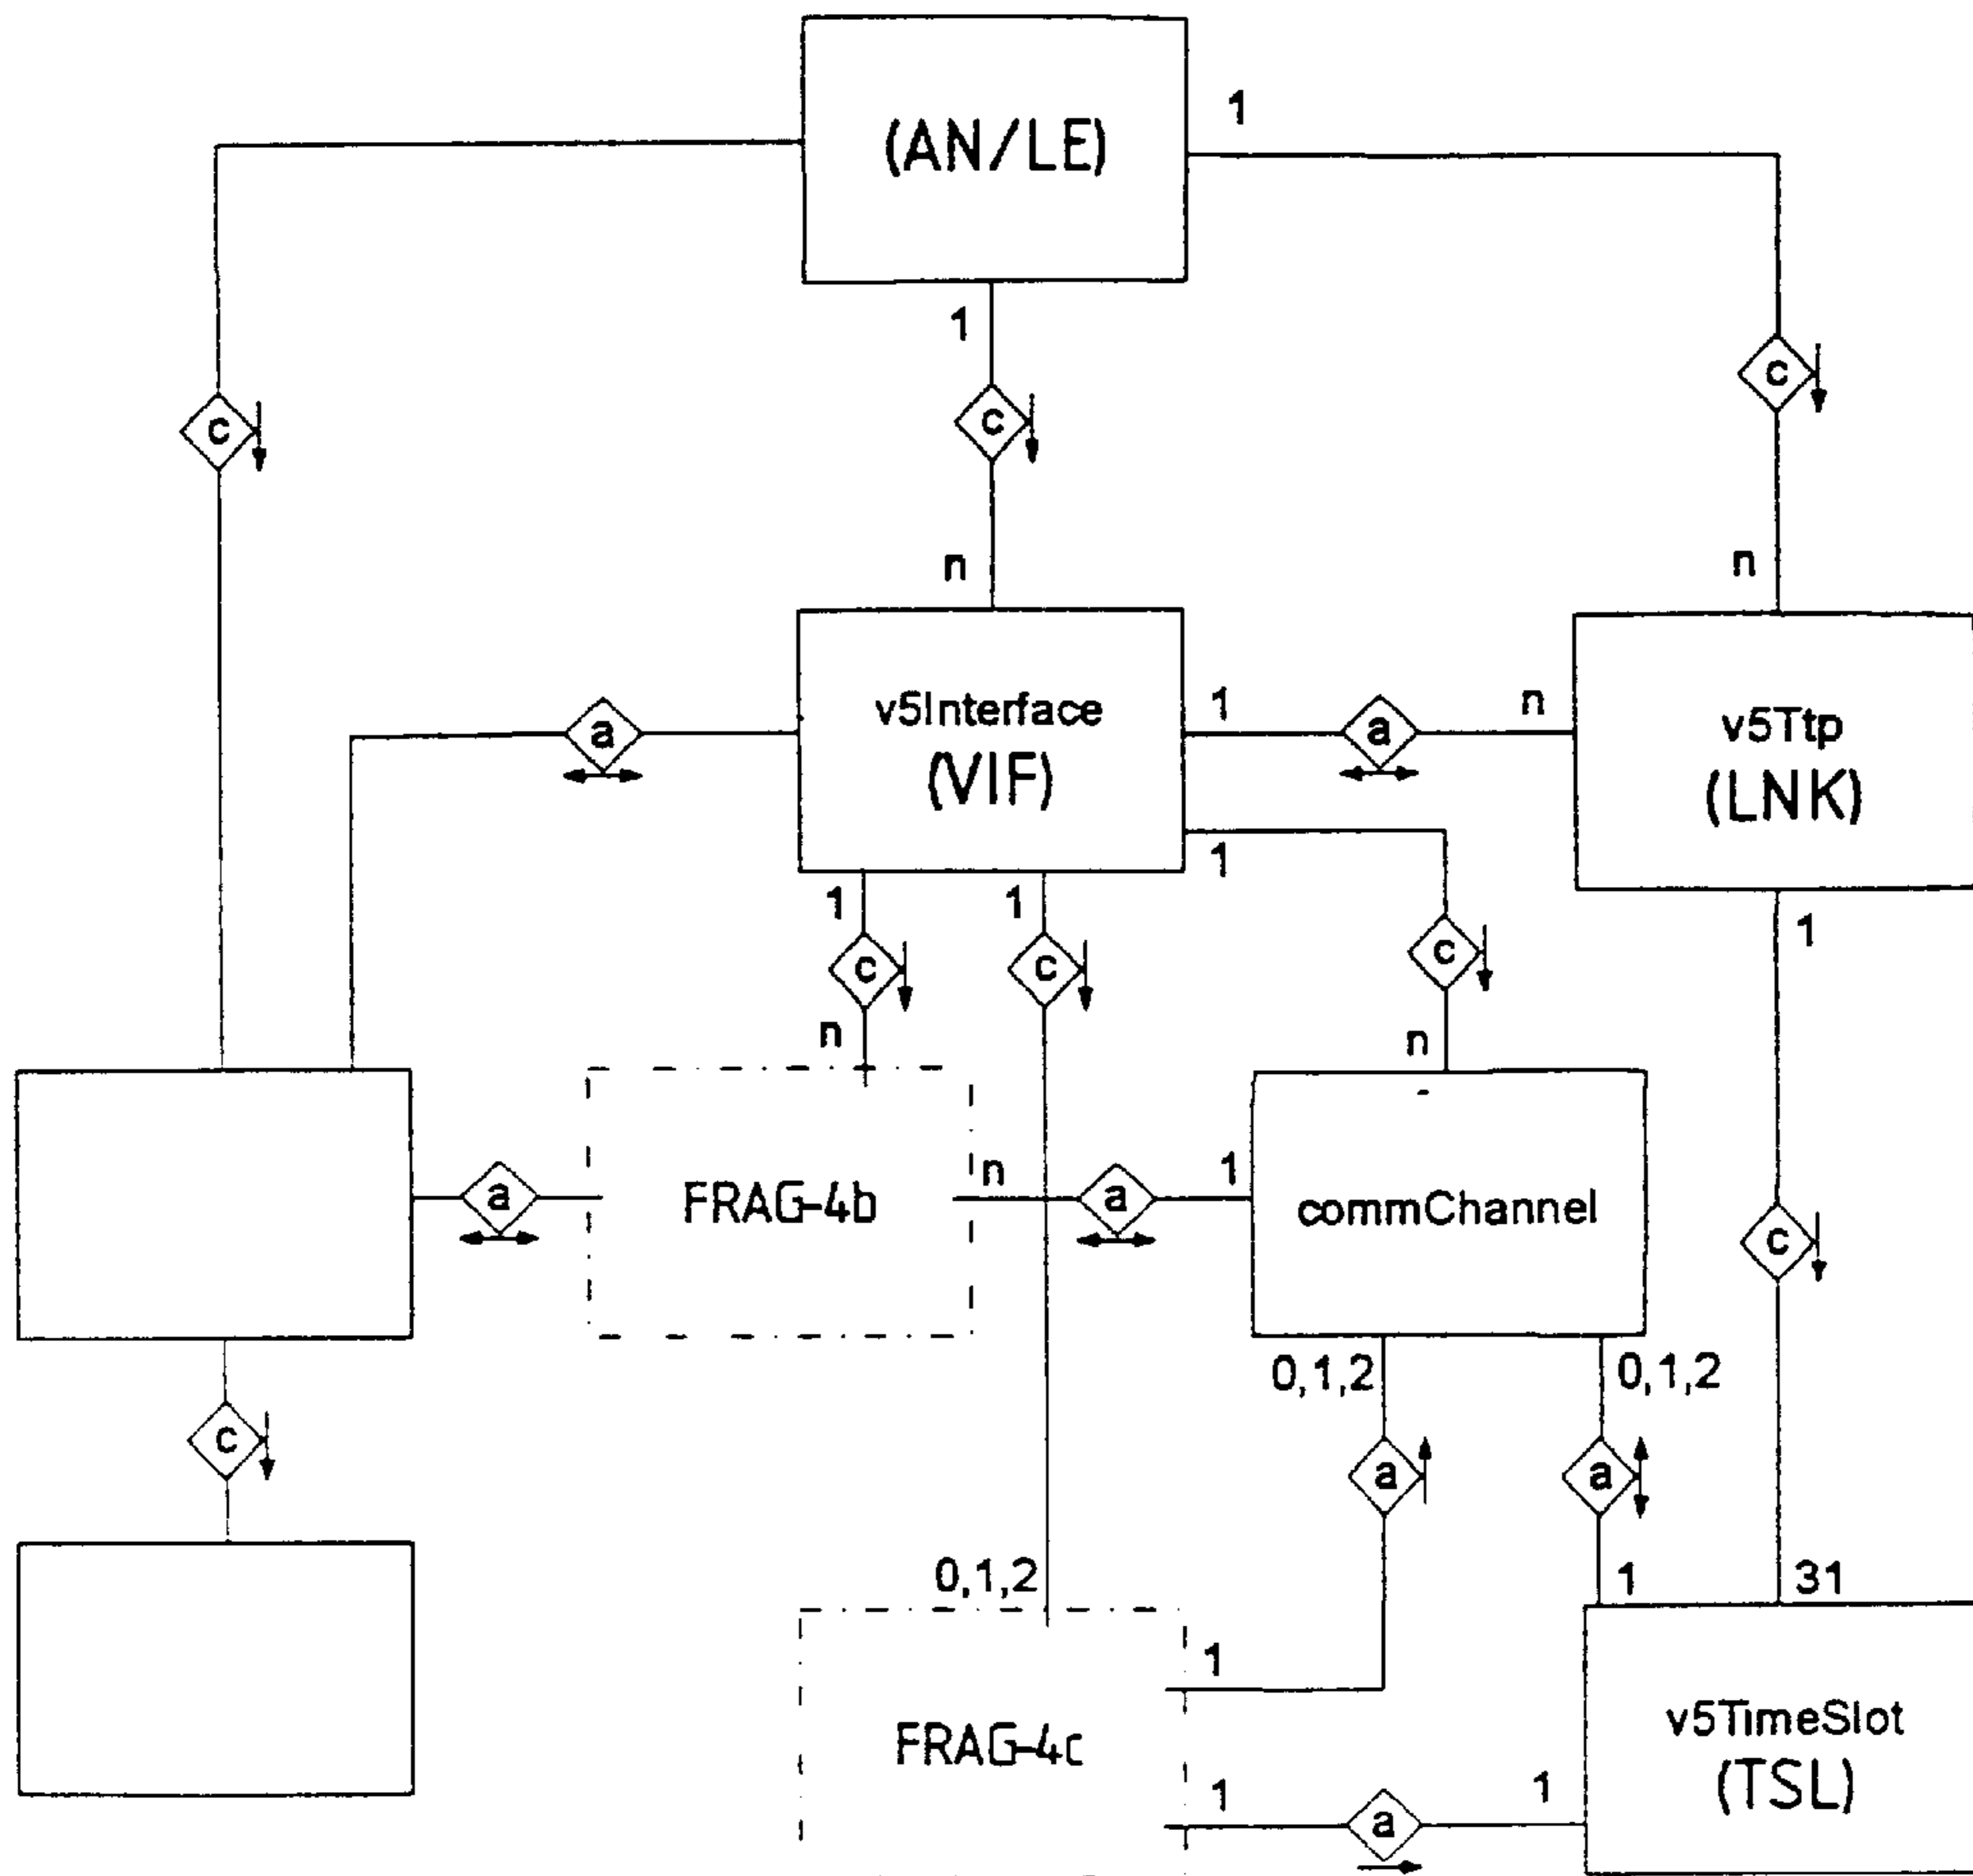 (AN/LE)
1
1
c
c
c
n
n
v5Interface
(VIF)
1
a
n
v5Ttp
(LNK)
a
1
1
1
1
c
c
c
n
n
FRAG-4b
n
a
1
commChannel
a
c
0,1,2
0,1,2
c
a
a
0,1,2
1
31
1
FRAG-4c
v5TimeSlot
(TSL)
1
a
1